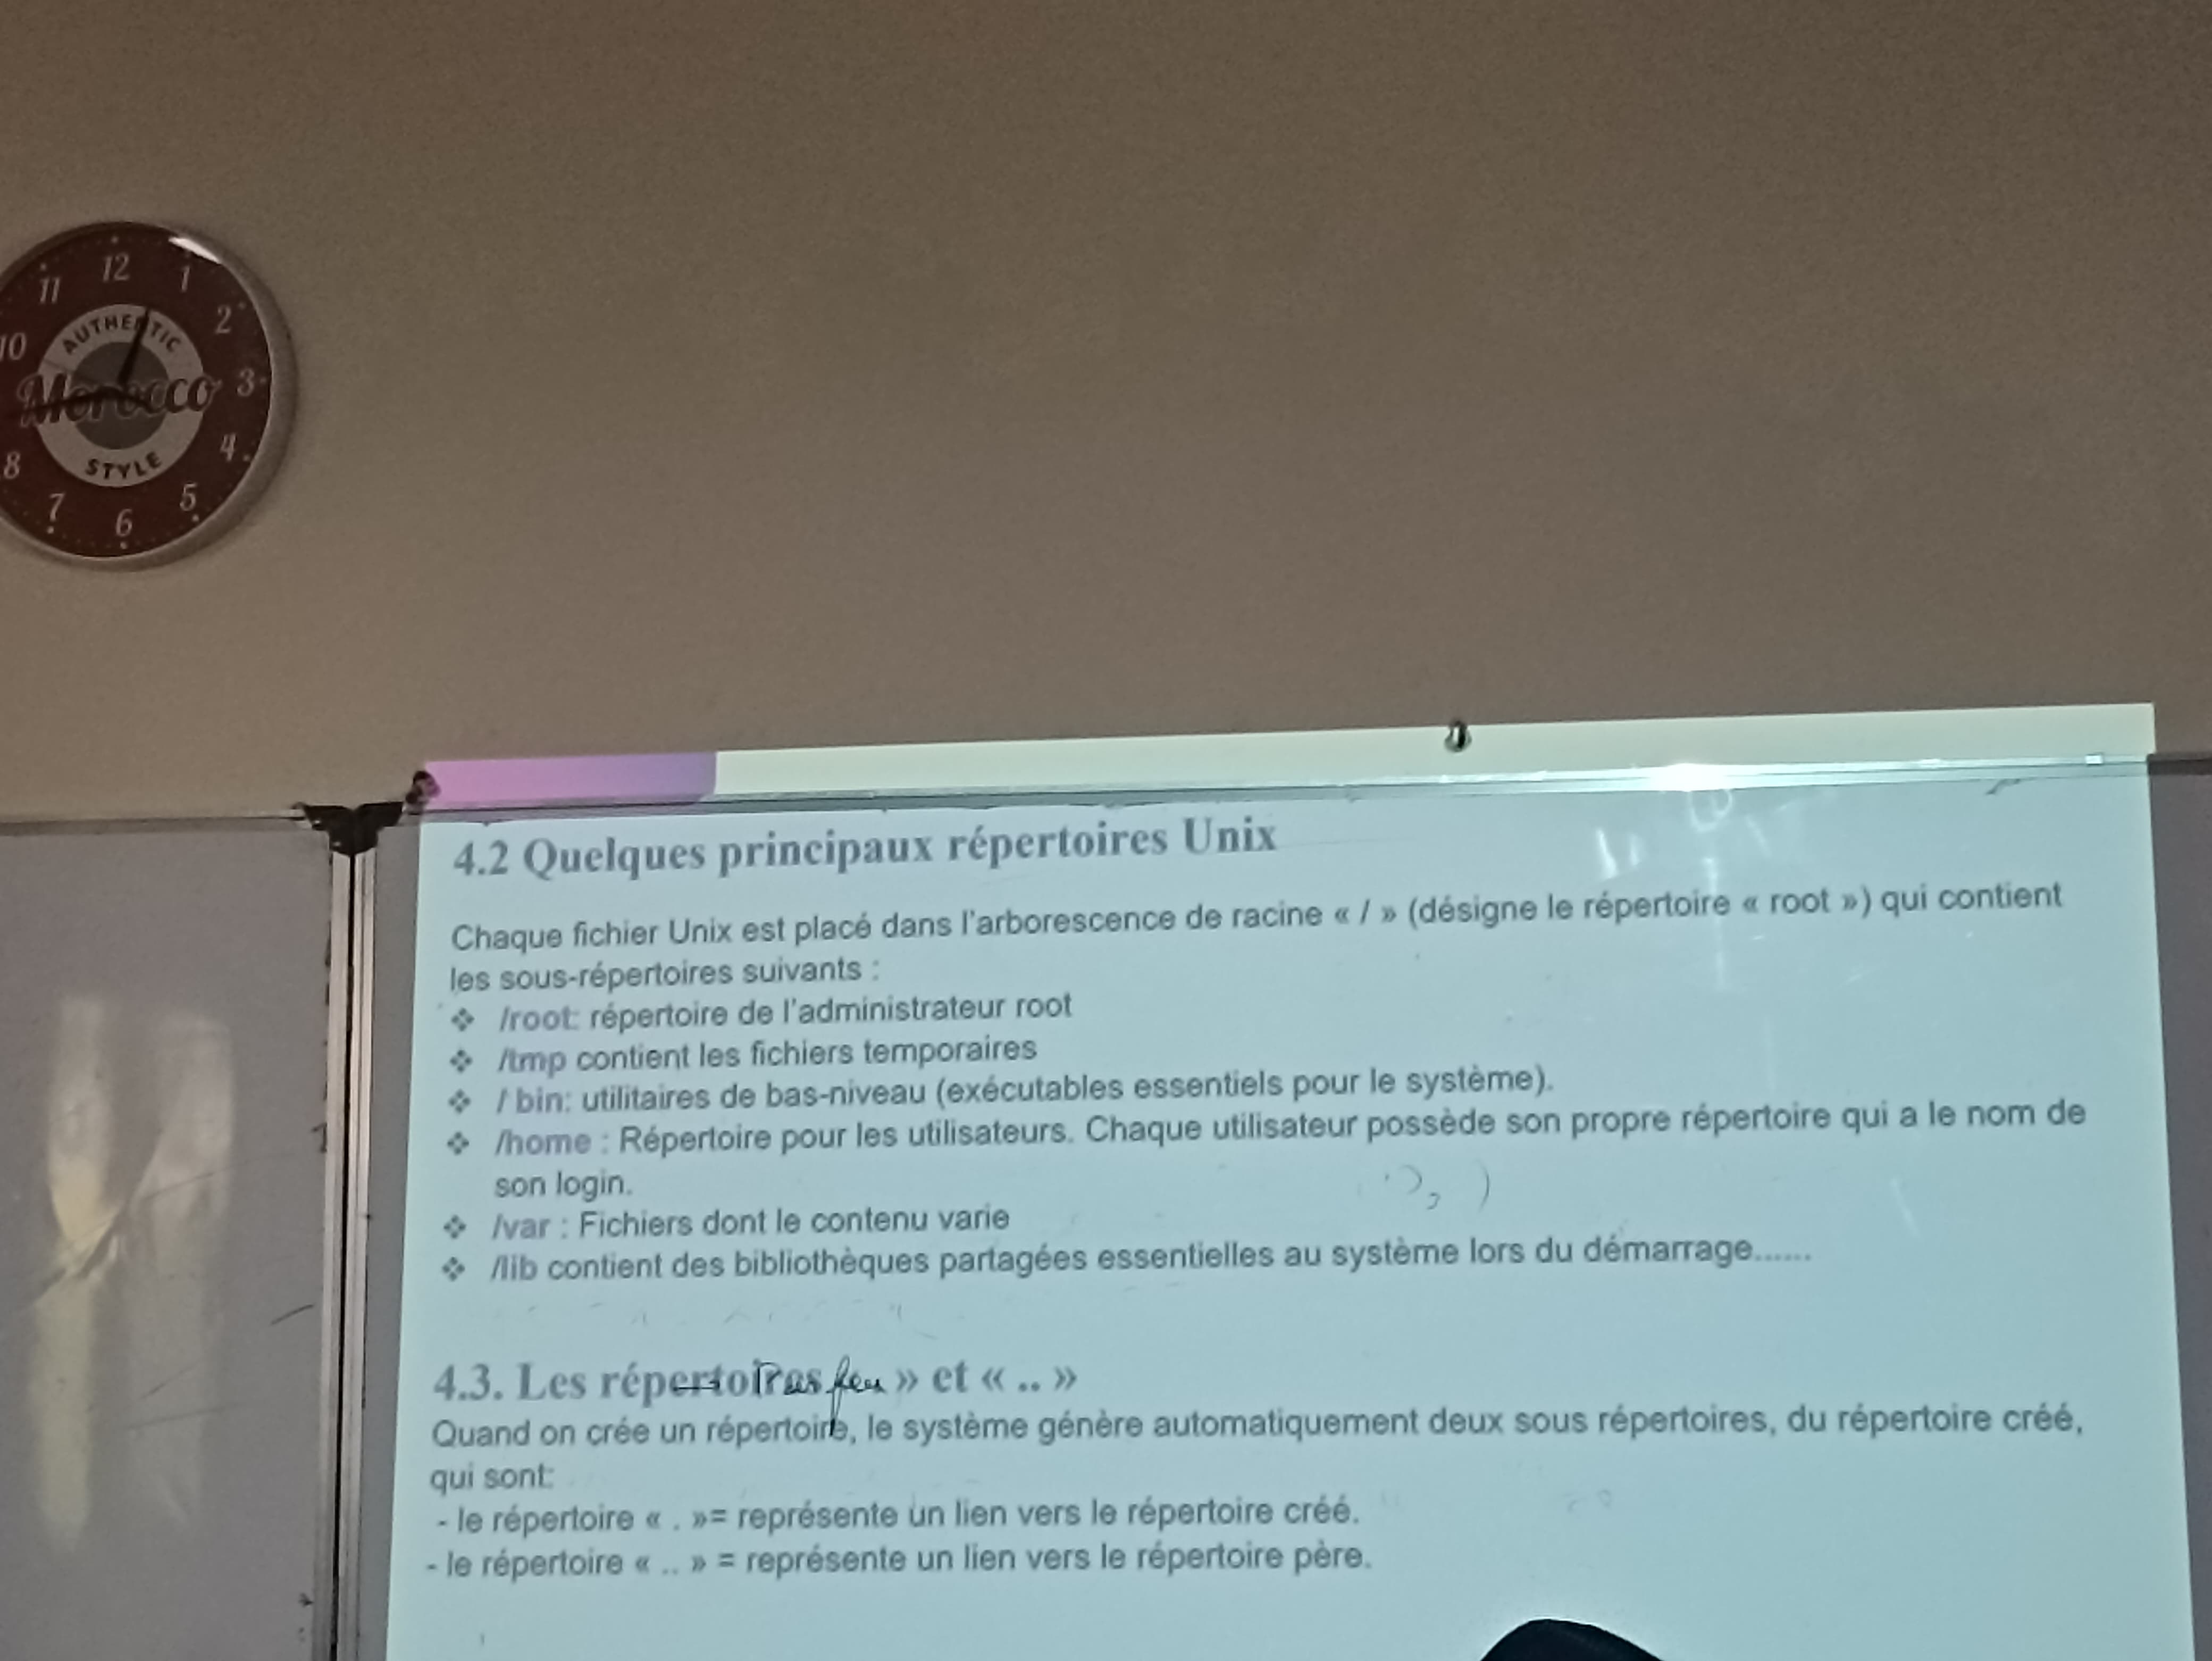 12
11
1
10
2
AUTHENTIC
Morocco
3
8
4
STYLE
7
5
6
4.2 Quelques principaux répertoires Unix
Chaque fichier Unix est placé dans l'arborescence de racine « / » (désigne le répertoire « root ») qui contient
les sous-répertoires suivants :
❖ /root: répertoire de l'administrateur root
❖ /tmp contient les fichiers temporaires
❖ / bin: utilitaires de bas-niveau (exécutables essentiels pour le système).
❖ /home : Répertoire pour les utilisateurs. Chaque utilisateur possède son propre répertoire qui a le nom de
son login.
❖ /var : Fichiers dont le contenu varie
❖ /lib contient des bibliothèques partagées essentielles au système lors du démarrage......
4.3. Les répertoires » et « .. »
Quand on crée un répertoire, le système génère automatiquement deux sous répertoires, du répertoire créé,
qui sont:
- le répertoire « . »= représente un lien vers le répertoire créé.
- le répertoire « .. » = représente un lien vers le répertoire père.